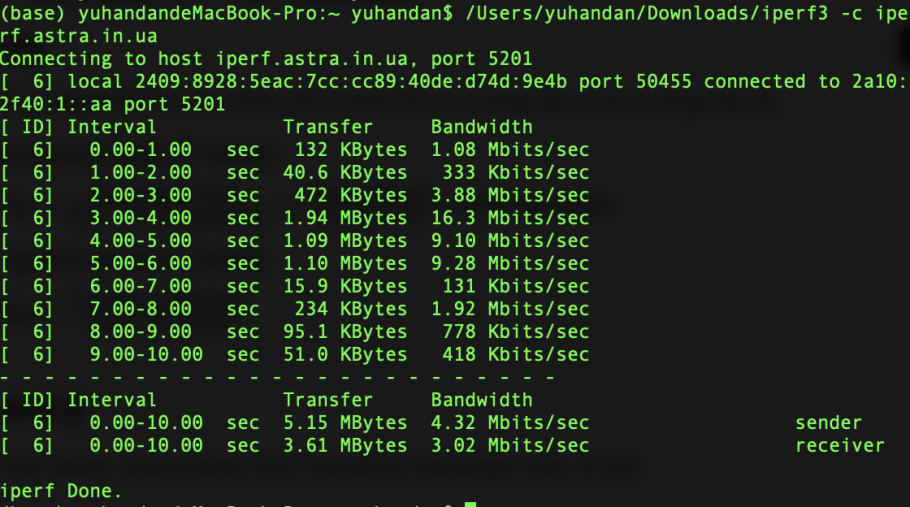 (base) yuhandandeMacBook-Pro:~ yuhandan$ /Users/yuhandan/Downloads/iperf3 -c ipe
rf.astra.in.ua
Connecting to host iperf.astra.in.ua, port 5201
[  6] local 2409:8928:5eac:7cc:cc89:40de:d74d:9e4b port 50455 connected to 2a10:
2f40:1::aa port 5201
[ ID] Interval           Transfer     Bandwidth
[  6]   0.00-1.00   sec   132 KBytes  1.08 Mbits/sec
[  6]   1.00-2.00   sec  40.6 KBytes   333 Kbits/sec
[  6]   2.00-3.00   sec   472 KBytes  3.88 Mbits/sec
[  6]   3.00-4.00   sec  1.94 MBytes  16.3 Mbits/sec
[  6]   4.00-5.00   sec  1.09 MBytes  9.10 Mbits/sec
[  6]   5.00-6.00   sec  1.10 MBytes  9.28 Mbits/sec
[  6]   6.00-7.00   sec  15.9 KBytes   131 Kbits/sec
[  6]   7.00-8.00   sec   234 KBytes  1.92 Mbits/sec
[  6]   8.00-9.00   sec  95.1 KBytes   778 Kbits/sec
[  6]   9.00-10.00  sec  51.0 KBytes   418 Kbits/sec
- - - - - - - - - - - - - - - - - - - - - - - - -
[ ID] Interval           Transfer     Bandwidth
[  6]   0.00-10.00  sec  5.15 MBytes  4.32 Mbits/sec                  sender
[  6]   0.00-10.00  sec  3.61 MBytes  3.02 Mbits/sec                  receiver
iperf Done.